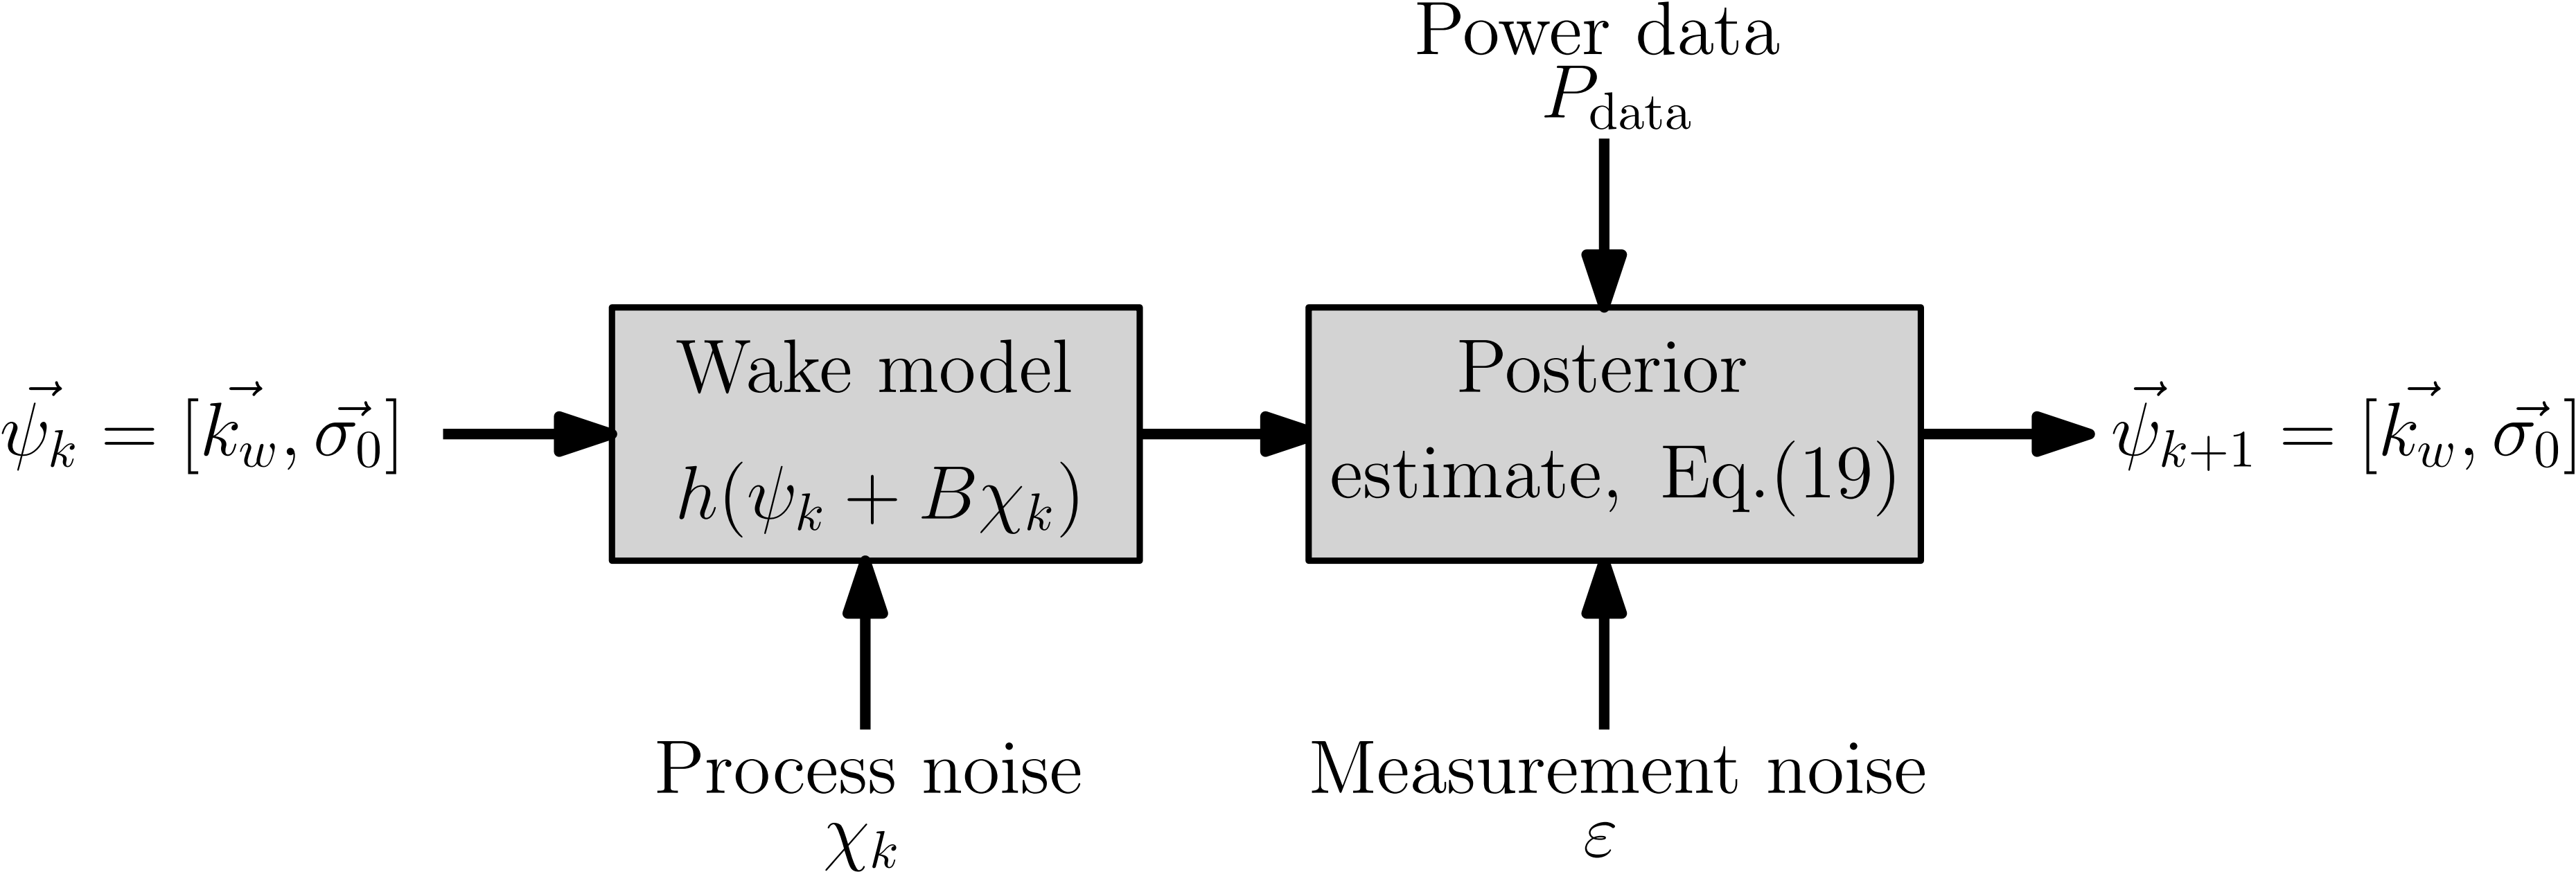 Power data
P_data
ψ⃗_k = [k⃗_w, σ⃗_0]
Wake model
h(ψ_k + Bχ_k)
Posterior
estimate, Eq.(19)
ψ⃗_{k+1} = [k⃗_w, σ⃗_0]
Process noise
χ_k
Measurement noise
ε